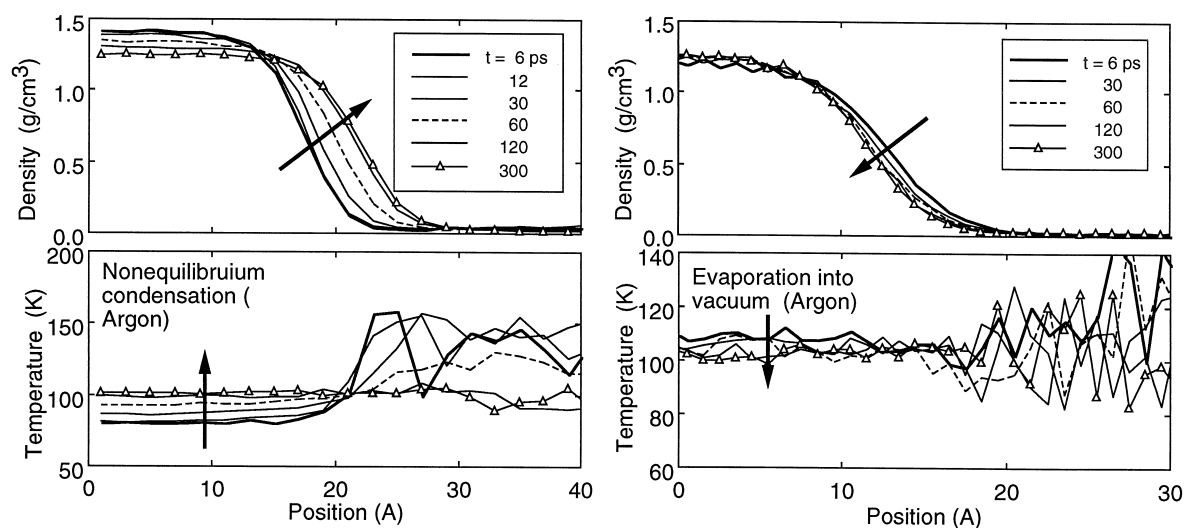 1.5
1.0
0.5
0.0
Density (g/cm³)
t = 6 ps
12
30
60
120
300
200
150
100
50
Temperature (K)
Nonequilibruium
condensation (
Argon)
0 10 20 30 40
Position (A)
1.5
1.0
0.5
0.0
Density (g/cm³)
t = 6 ps
30
60
120
300
140
120
100
80
60
Temperature (K)
Evaporation into
vacuum (Argon)
0 10 20 30
Position (A)